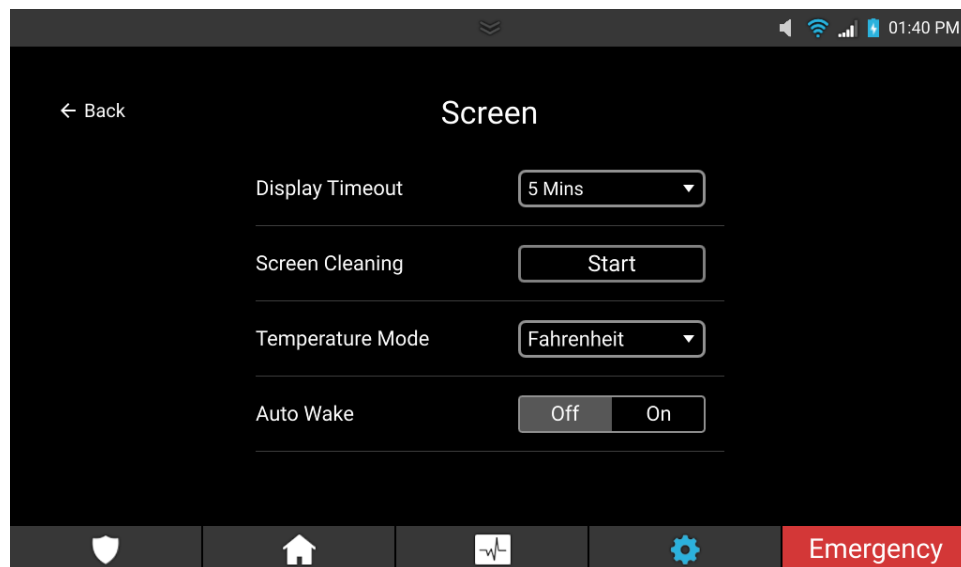 01:40 PM
← Back
Screen
Display Timeout 5 Mins
Screen Cleaning Start
Temperature Mode Fahrenheit
Auto Wake Off On
Emergency